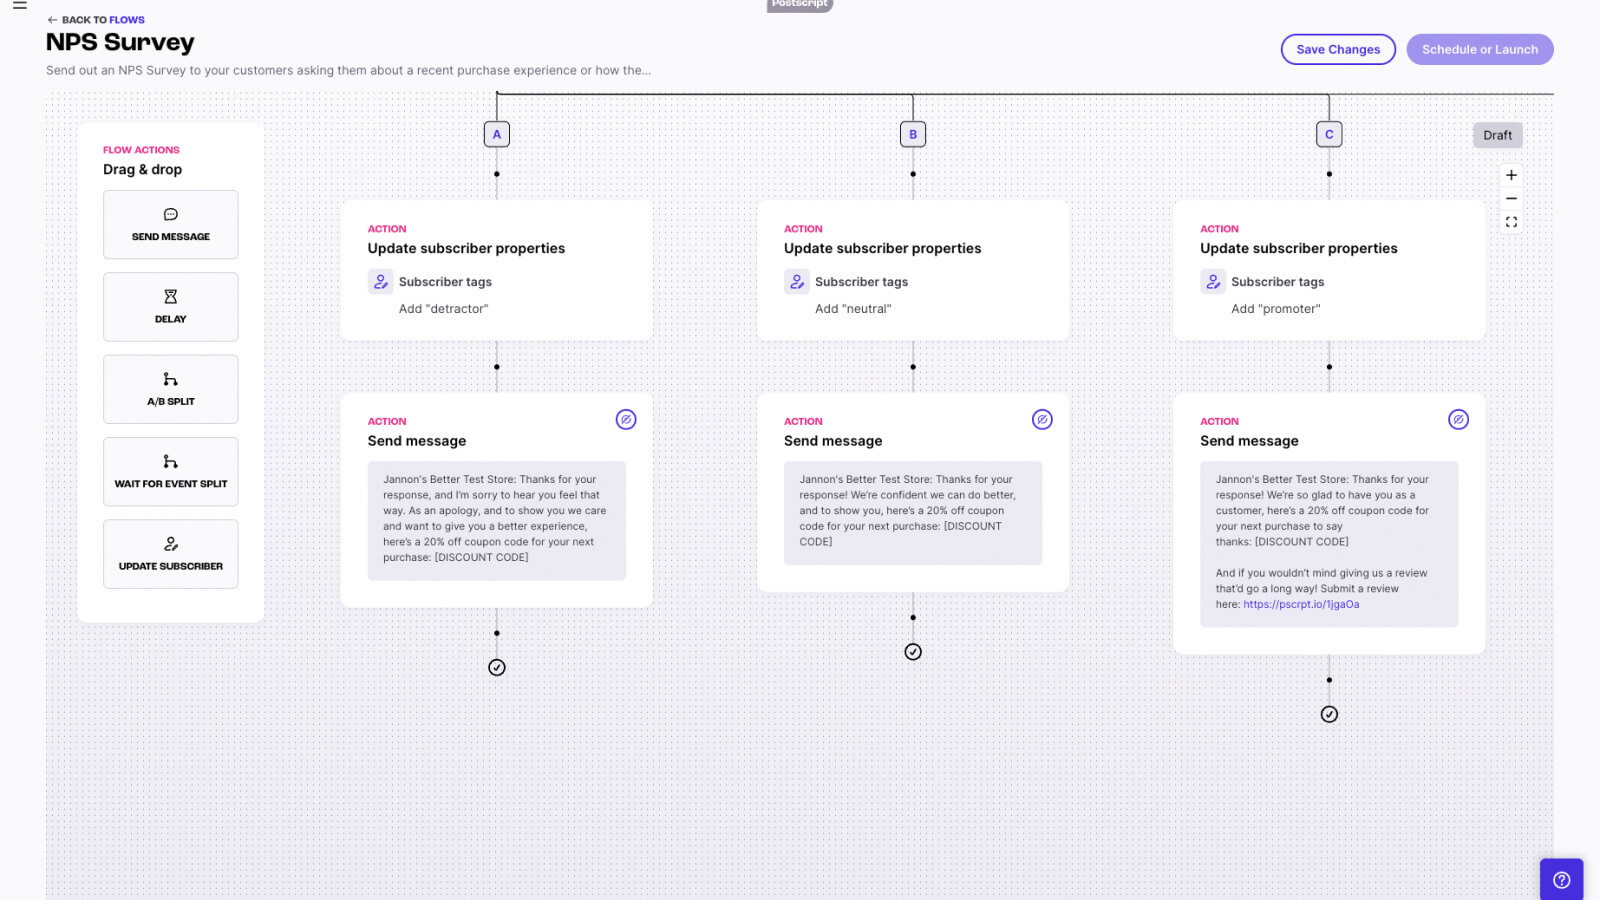 Postscript
BACK TO FLOWS
NPS Survey
Send out an NPS Survey to your customers asking them about a recent purchase experience or how the...
Save Changes
Schedule or Launch
A
B
C
Draft
FLOW ACTIONS
Drag & drop
SEND MESSAGE
DELAY
A/B SPLIT
WAIT FOR EVENT SPLIT
UPDATE SUBSCRIBER
ACTION
Update subscriber properties
Subscriber tags
Add "detractor"
ACTION
Send message
Jannon's Better Test Store: Thanks for your
response, and I'm sorry to hear you feel that
way. As an apology, and to show you we care
and want to give you a better experience,
here's a 20% off coupon code for your next
purchase: [DISCOUNT CODE]
ACTION
Update subscriber properties
Subscriber tags
Add "neutral"
ACTION
Send message
Jannon's Better Test Store: Thanks for your
response! We're confident we can do better,
and to show you, here's a 20% off coupon
code for your next purchase: [DISCOUNT
CODE]
ACTION
Update subscriber properties
Subscriber tags
Add "promoter"
ACTION
Send message
Jannon's Better Test Store: Thanks for your
response! We're so glad to have you as a
customer, here's a 20% off coupon code for
your next purchase to say
thanks: [DISCOUNT CODE]
And if you wouldn't mind giving us a review
that'd go a long way! Submit a review
here: https://pscrpt.io/1jgaOa